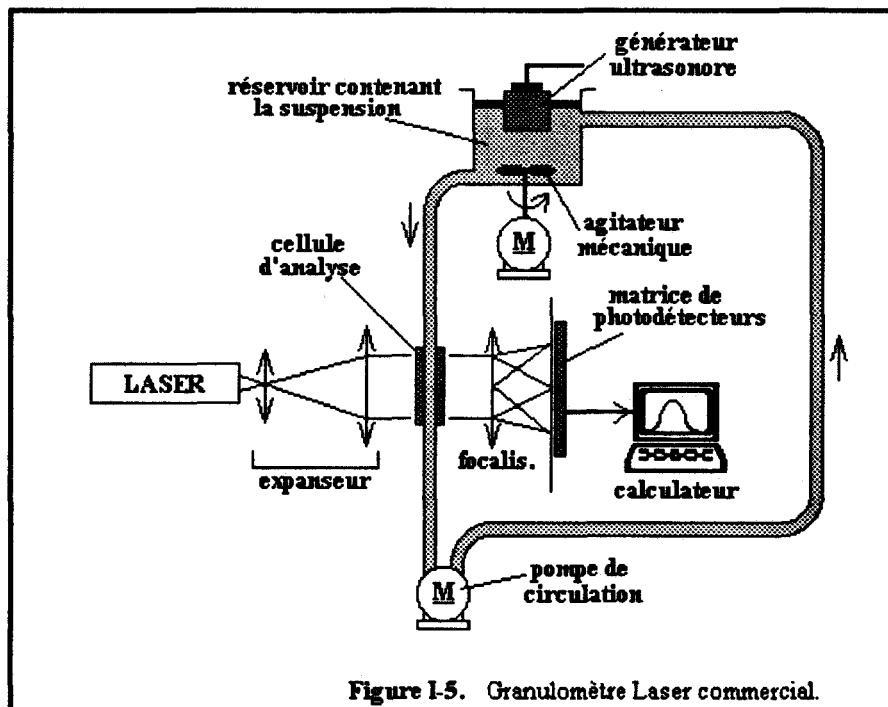 générateur
ultrasonore
réservoir contenant
la suspension
M
agitateur
mécanique
cellule
d'analyse
matrice de
photodétecteurs
LASER
focalis.
expanseur
calculateur
M
pompe de
circulation
Figure I-5. Granulomètre Laser commercial.